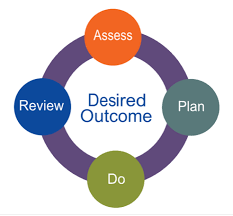 Assess
Review
Desired
Outcome
Plan
Do